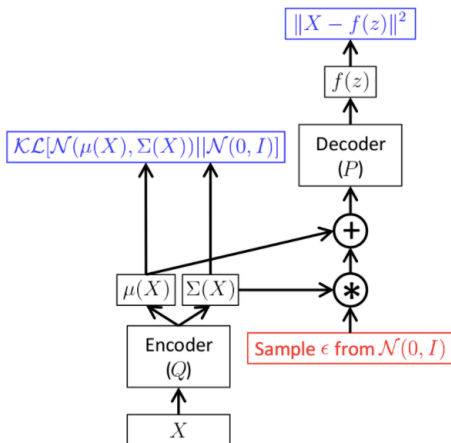 ‖X − f(z)‖²
f(z)
𝒦ℒ[𝒩(μ(X), Σ(X))||𝒩(0, I)]
Decoder
(P)
+
μ(X)
Σ(X)
*
Encoder
(Q)
Sample ϵ from 𝒩(0, I)
X